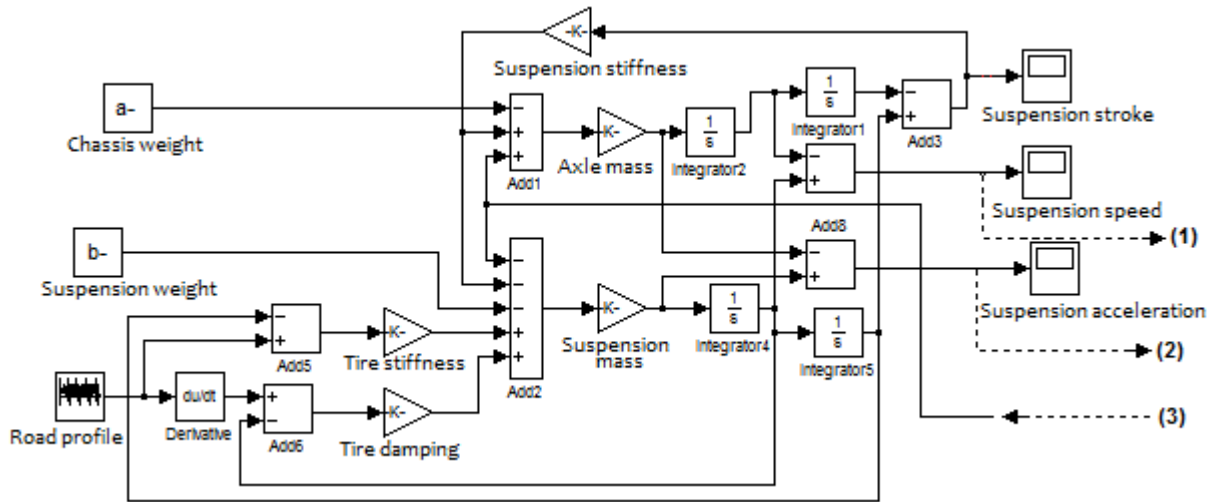 -K-
Suspension stiffness
a-
Chassis weight
−
+
+
Add1
K-
Axle mass
1
s
Integrator2
1
s
Integrator1
−
+
Add3
Suspension stroke
−
+
Add8
Suspension speed
(1)
b-
Suspension weight
−
−
−
+
+
Add2
K-
Suspension
mass
1
s
Integrator4
−
+
1
s
Integrator5
Suspension acceleration
(2)
−
+
Add5
K-
Tire stiffness
Road profile
du/dt
Derivative
+
−
Add6
K-
Tire damping
(3)